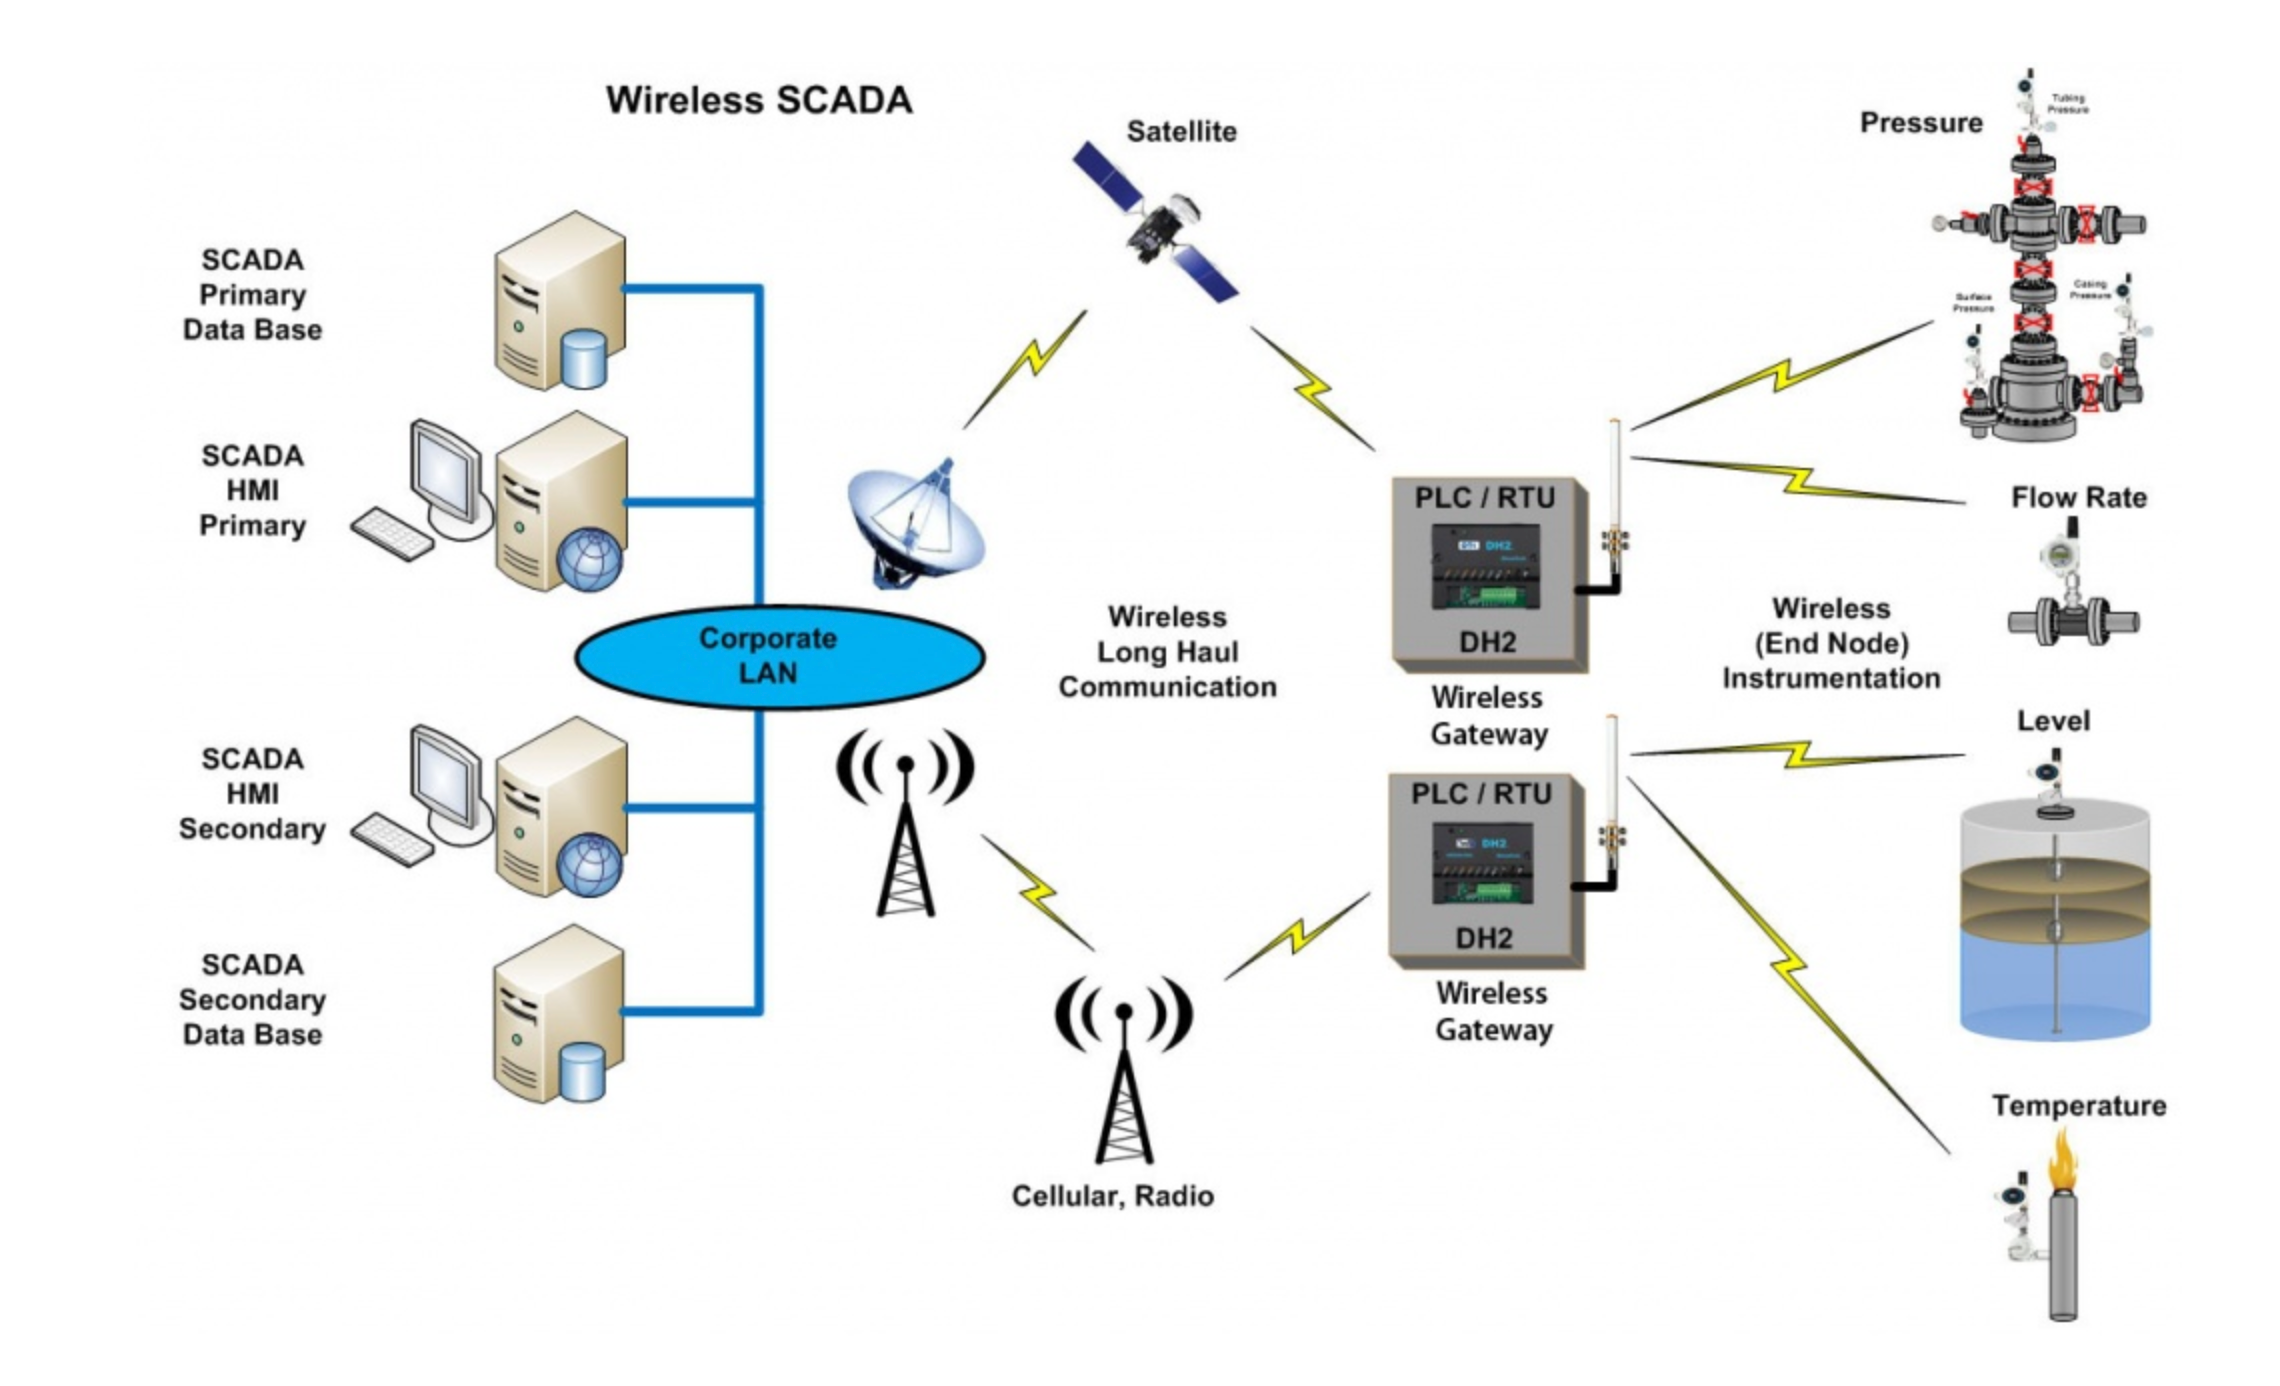 Wireless SCADA
Satellite
Pressure
Tubing
Pressure
SCADA
Primary
Data Base
Surface
Pressure
Casing
Pressure
SCADA
HMI
Primary
PLC / RTU
DH2
DH2
Wireless
Gateway
Flow Rate
Corporate
LAN
Wireless
Long Haul
Communication
Wireless
(End Node)
Instrumentation
Level
SCADA
HMI
Secondary
PLC / RTU
DH2
DH2
Wireless
Gateway
SCADA
Secondary
Data Base
Cellular, Radio
Temperature